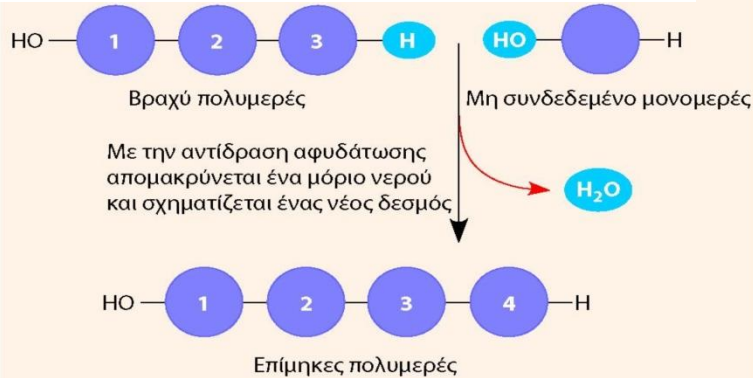 HO 1 2 3 H HO H
Βραχύ πολυμερές Μη συνδεδεμένο μονομερές
Με την αντίδραση αφυδάτωσης
απομακρύνεται ένα μόριο νερού
και σχηματίζεται ένας νέος δεσμός
H₂O
HO 1 2 3 4 H
Επίμηκες πολυμερές